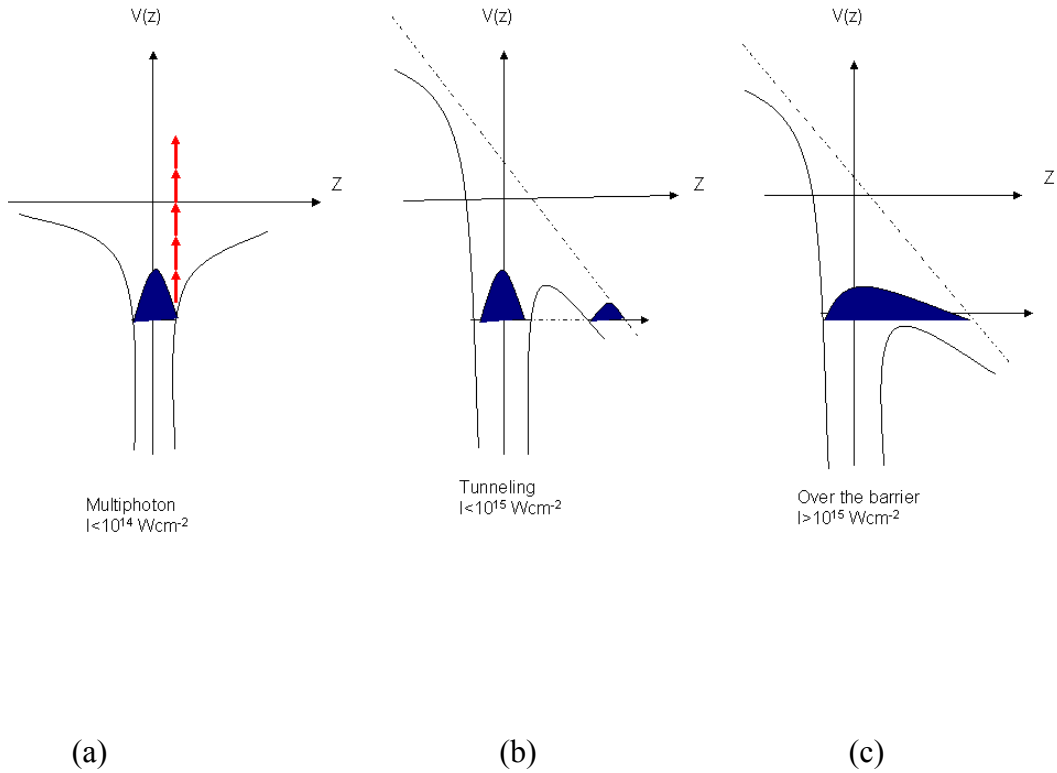 V(z)
V(z)
V(z)
Z
Z
Z
Multiphoton
I<10¹⁴ Wcm⁻²
Tunneling
I<10¹⁵ Wcm⁻²
Over the barrier
I>10¹⁵ Wcm⁻²
(a)
(b)
(c)